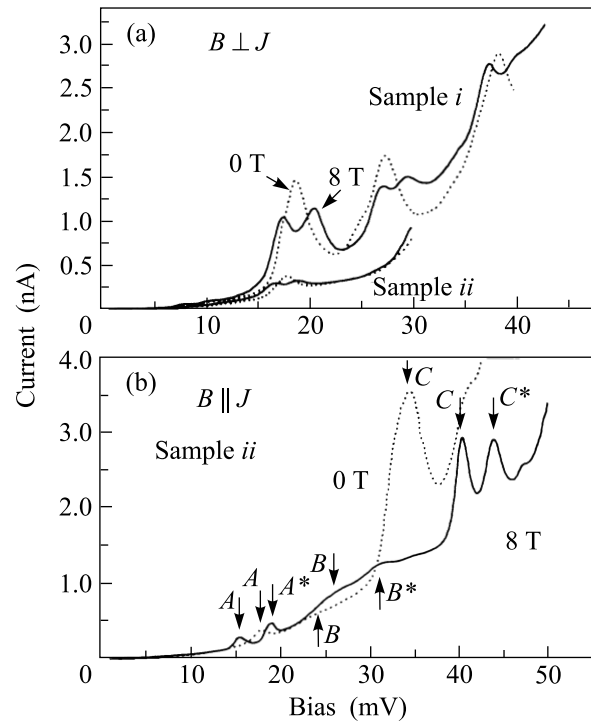 (a) B ⊥ J
3.0
2.5
2.0
1.5
1.0
0.5
0
Sample i
0 T
8 T
Sample ii
10 20 30 40
Current (nA)
(b) B ∥ J
4.0
3.0
2.0
1.0
0
Sample ii
C
C C*
0 T
8 T
A A A* B B*
B
0 10 20 30 40 50
Bias (mV)